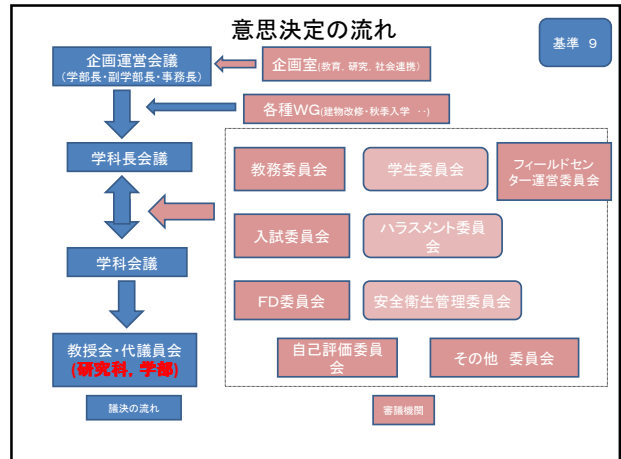 意思決定の流れ
基準 9
企画運営会議
(学部長・副学部長・事務長)
企画室(教育，研究，社会連携)
各種WG(建物改修・秋季入学 ‥)
学科長会議
教務委員会
学生委員会
フィールドセン
ター運営委員会
入試委員会
ハラスメント委員
会
学科会議
FD委員会
安全衛生管理委員会
教授会・代議員会
(研究科，学部)
自己評価委員
会
その他 委員会
議決の流れ
審議機関